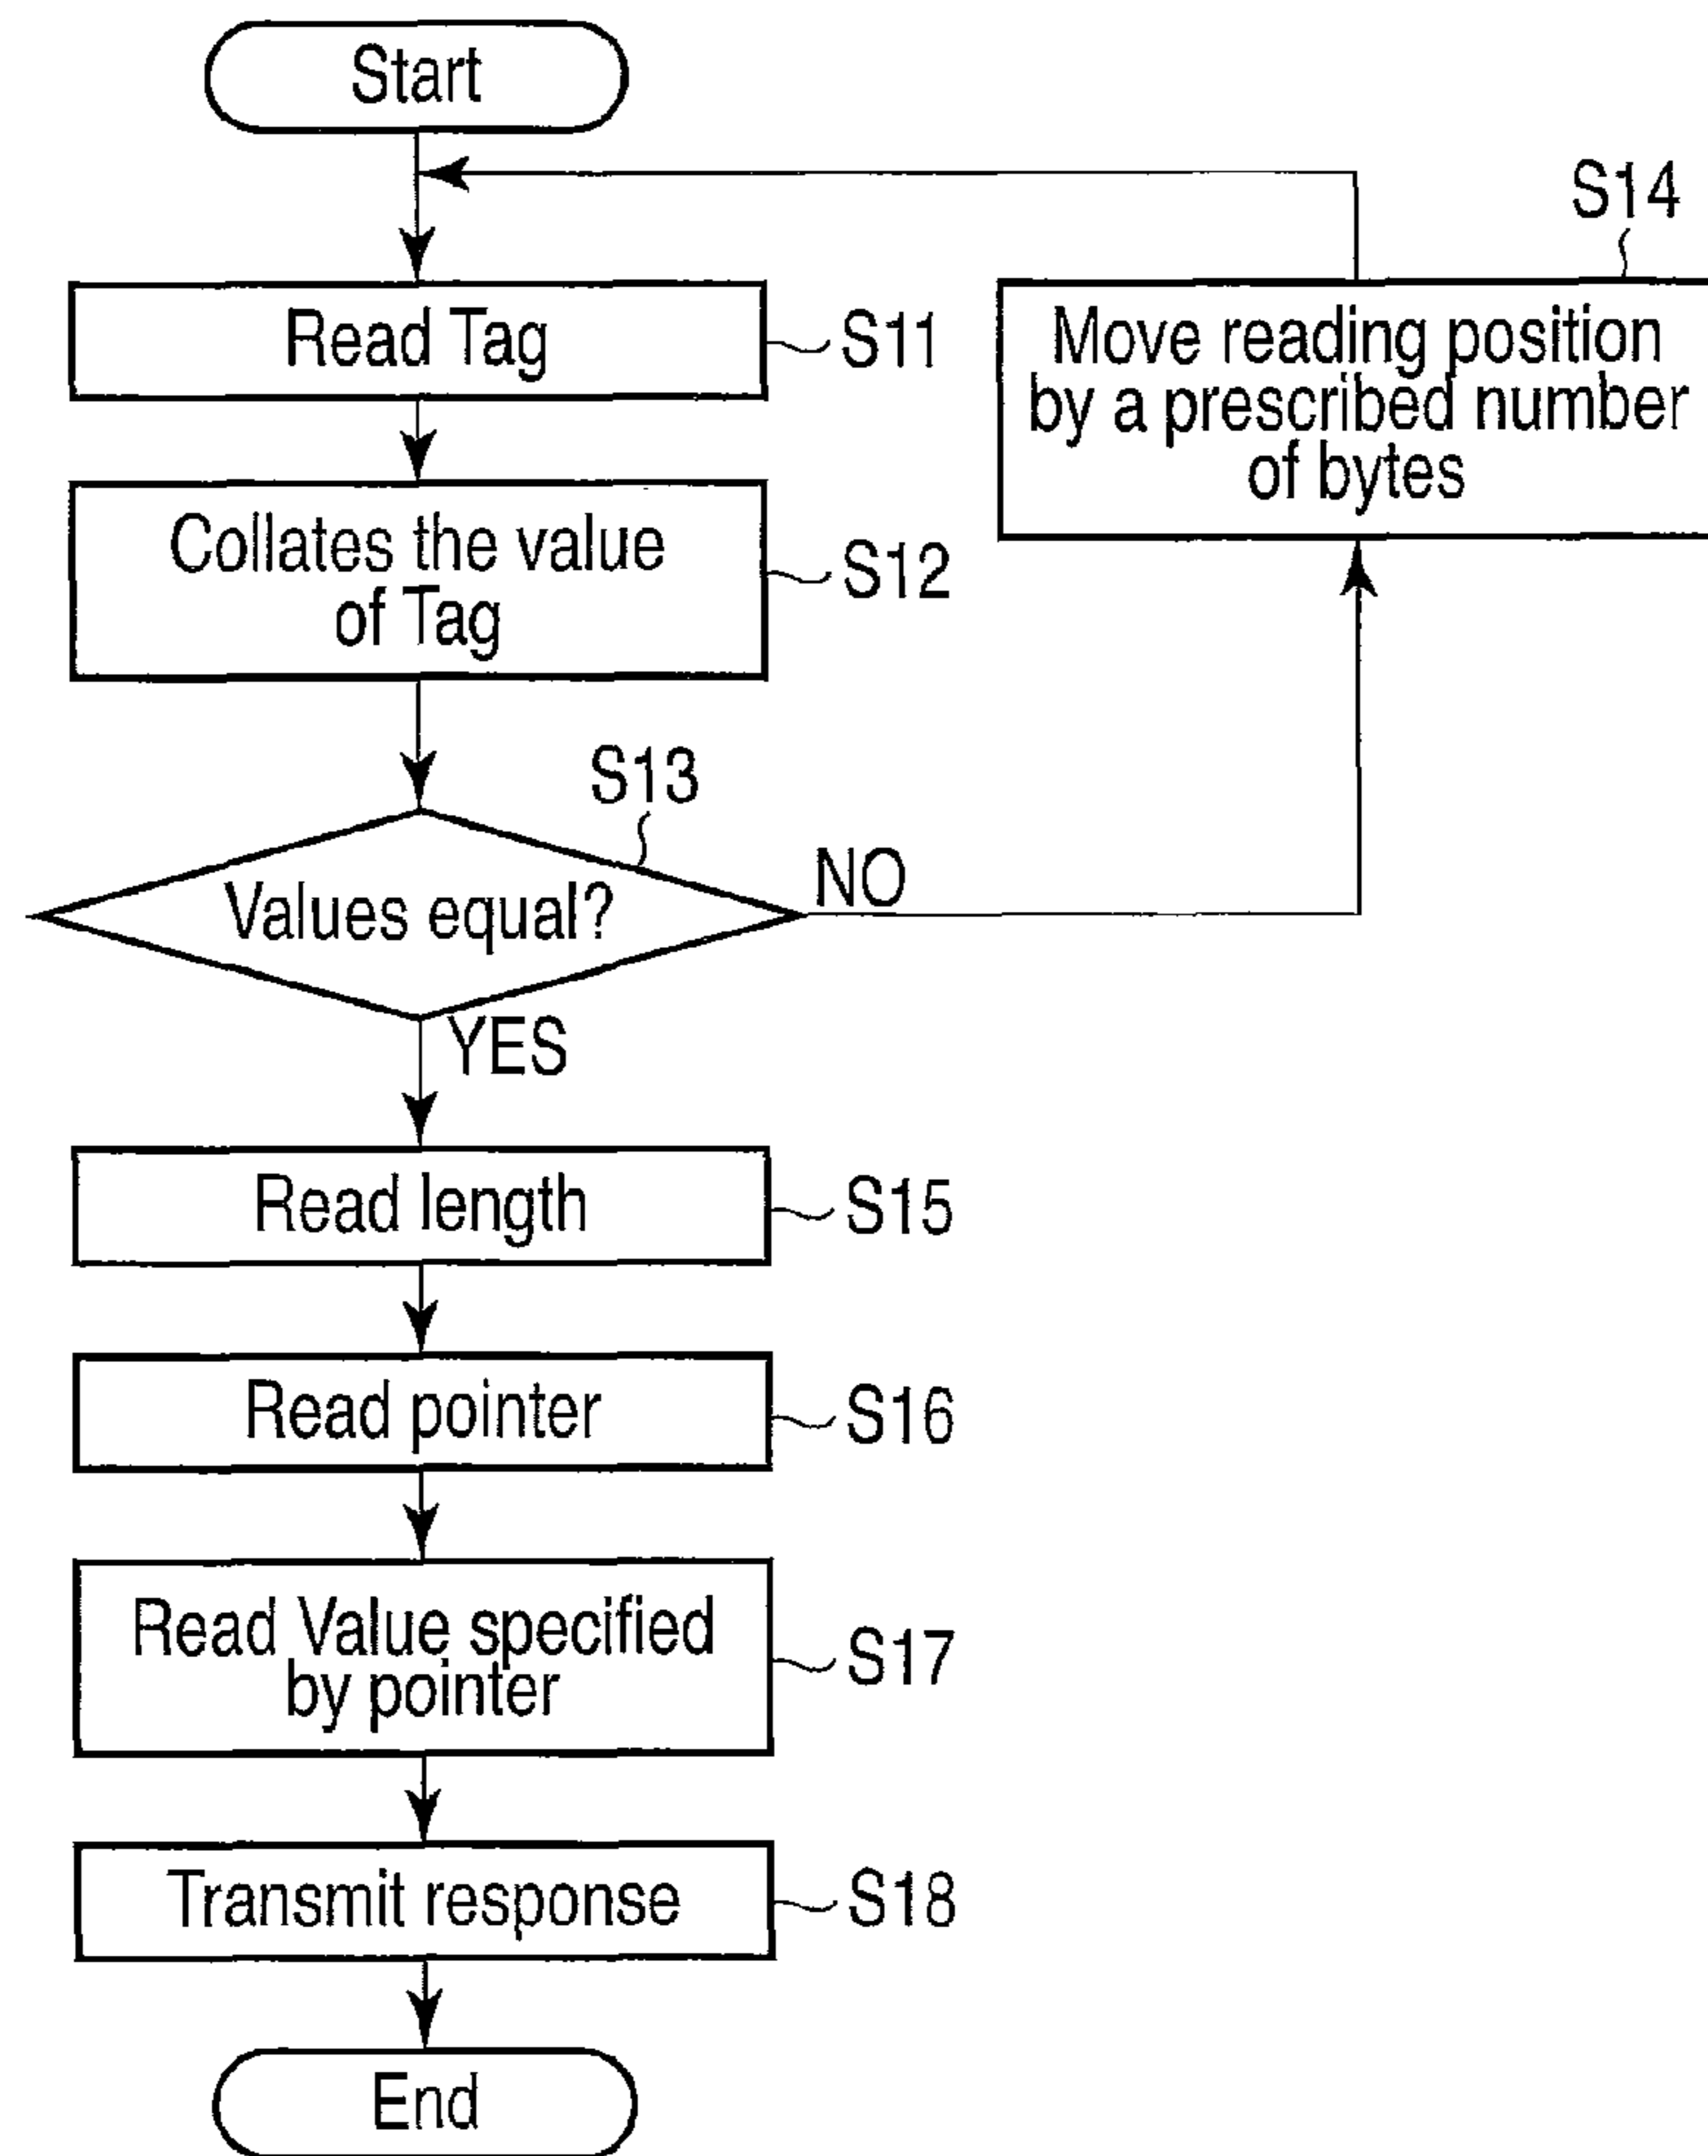 Start
S14
Read Tag
S11
Move reading position
by a prescribed number
of bytes
Collates the value
of Tag
S12
S13
Values equal?
NO
YES
Read length
S15
Read pointer
S16
Read Value specified
by pointer
S17
Transmit response
S18
End